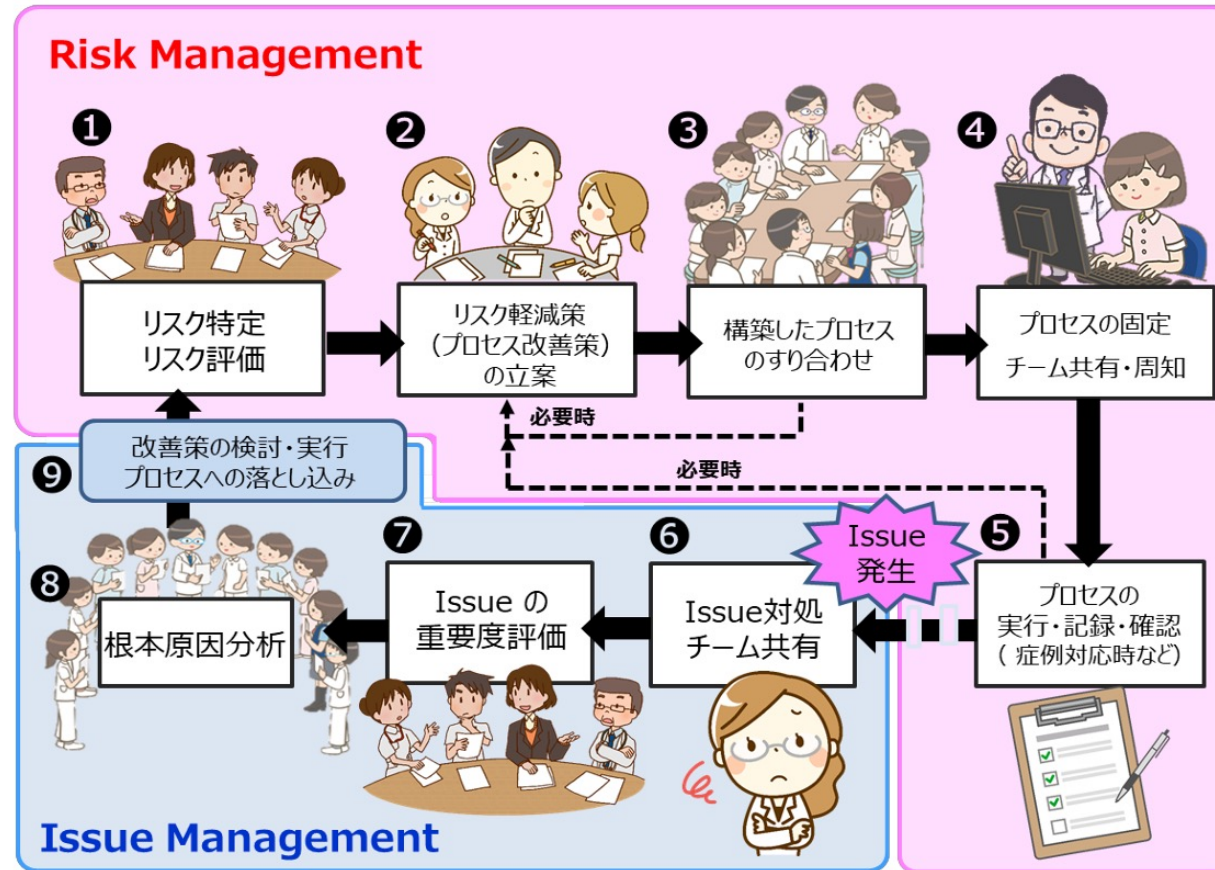 Risk Management
❶
リスク特定
リスク評価
❷
リスク軽減策
（プロセス改善策）
の立案
❸
構築したプロセス
のすり合わせ
❹
プロセスの固定
チーム共有・周知
必要時
必要時
❺
プロセスの
実行・記録・確認
( 症例対応時など)
Issue
発生
❻
Issue対処
チーム共有
❼
Issue の
重要度評価
❽
根本原因分析
❾
改善策の検討・実行
プロセスへの落とし込み
Issue Management